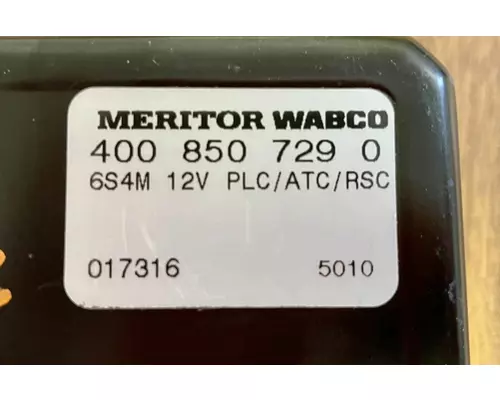 MERITOR WABCO
400 850 729 0
6S4M 12V PLC/ATC/RSC
017316 5010